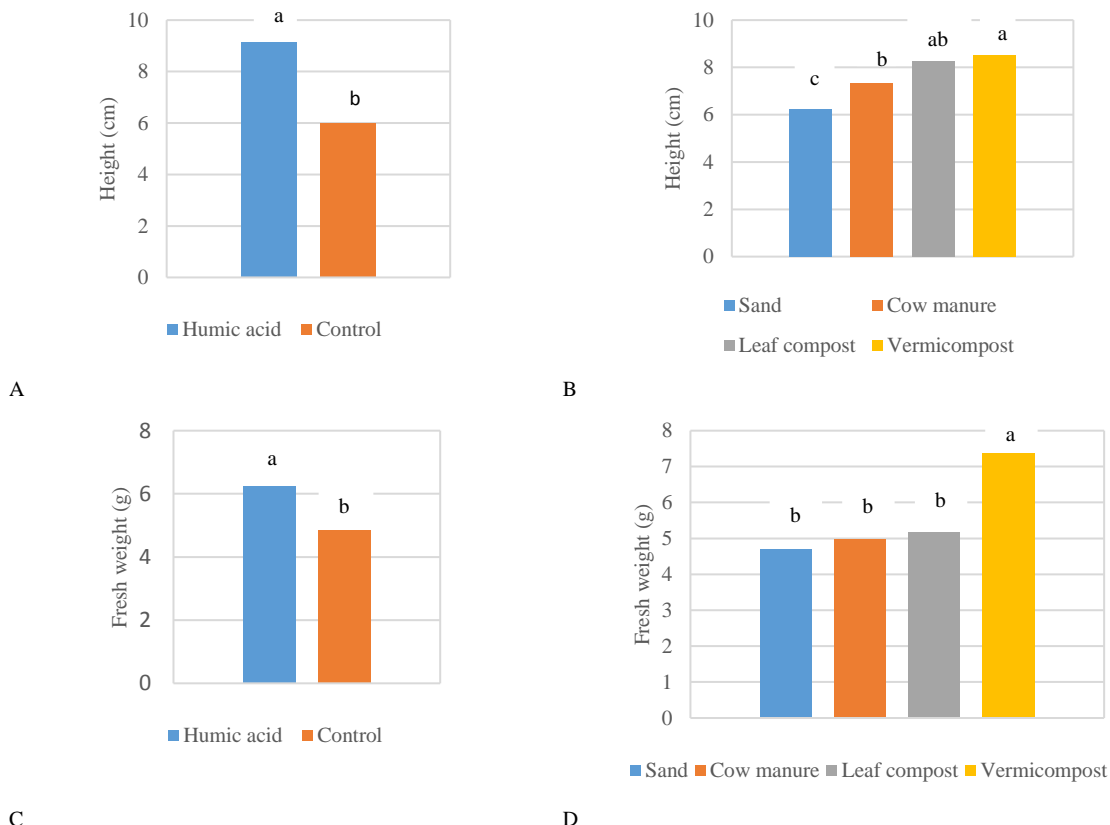 10
8
6
4
2
0
Height (cm)
a
b
Humic acid Control
A
10
8
6
4
2
0
Height (cm)
c
b
ab
a
Sand Cow manure
Leaf compost Vermicompost
B
8
6
4
2
0
Fresh weight (g)
a
b
Humic acid Control
C
8
7
6
5
4
3
2
1
0
Fresh weight (g)
b
b
b
a
Sand Cow manure Leaf compost Vermicompost
D